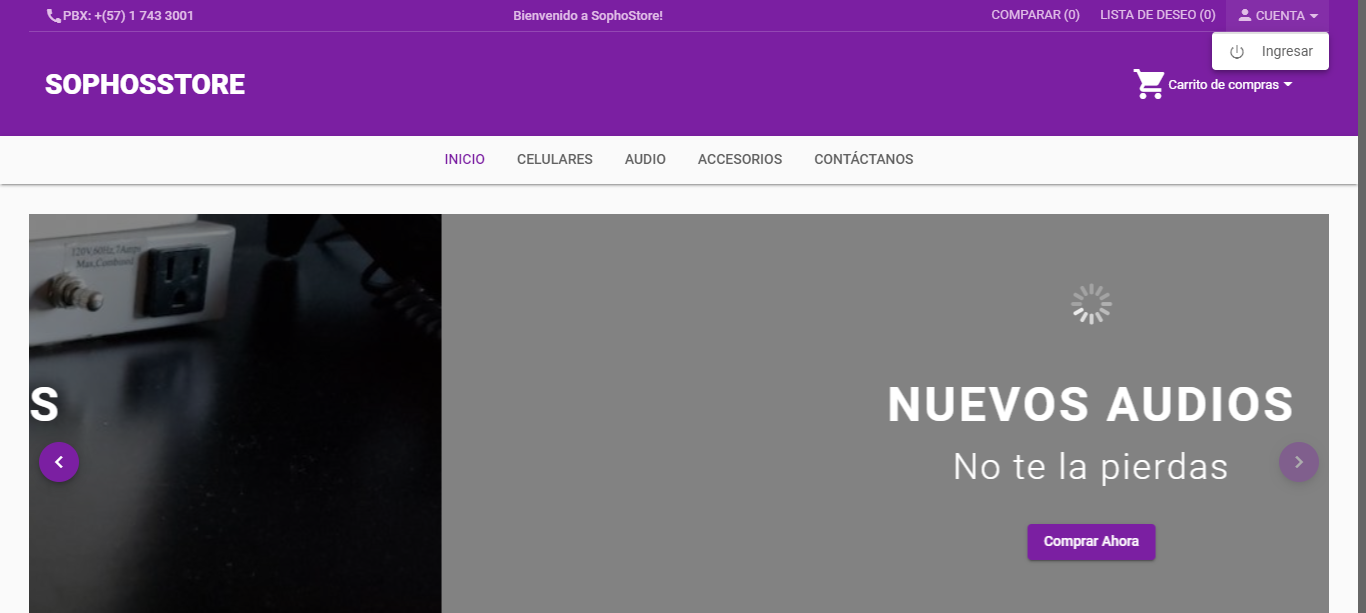 PBX: +(57) 1 743 3001
Bienvenido a SophoStore!
COMPARAR (0)
LISTA DE DESEO (0)
CUENTA
Ingresar
SOPHOSSTORE
Carrito de compras
INICIO
CELULARES
AUDIO
ACCESORIOS
CONTÁCTANOS
120V,60Hz,7Amps
Max.Combined
S
NUEVOS AUDIOS
No te la pierdas
Comprar Ahora